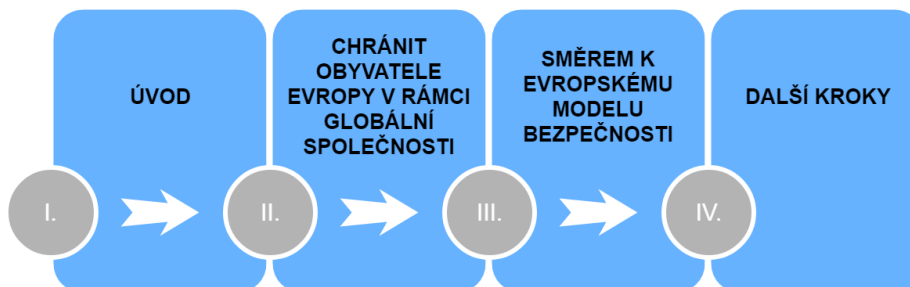 I.
ÚVOD
II.
CHRÁNIT
OBYVATELE
EVROPY V RÁMCI
GLOBÁLNÍ
SPOLEČNOSTI
III.
SMĚREM K
EVROPSKÉMU
MODELU
BEZPEČNOSTI
IV.
DALŠÍ KROKY